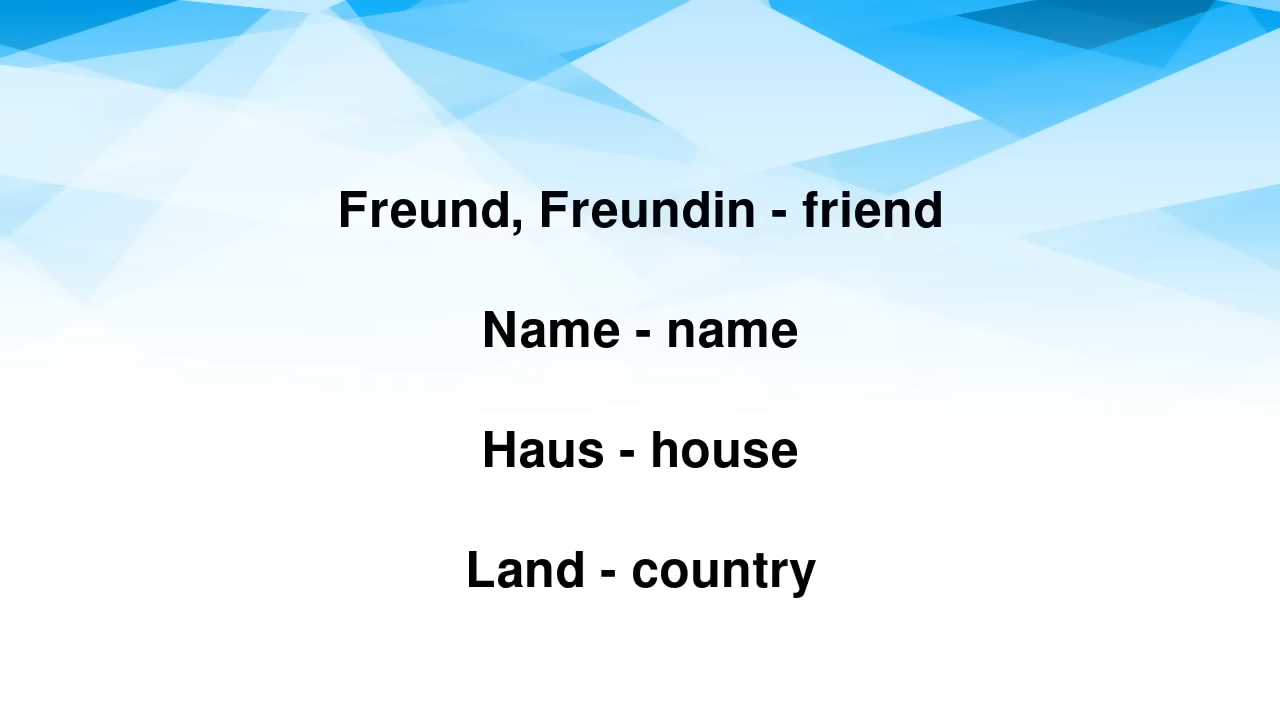 Freund, Freundin - friend
Name - name
Haus - house
Land - country